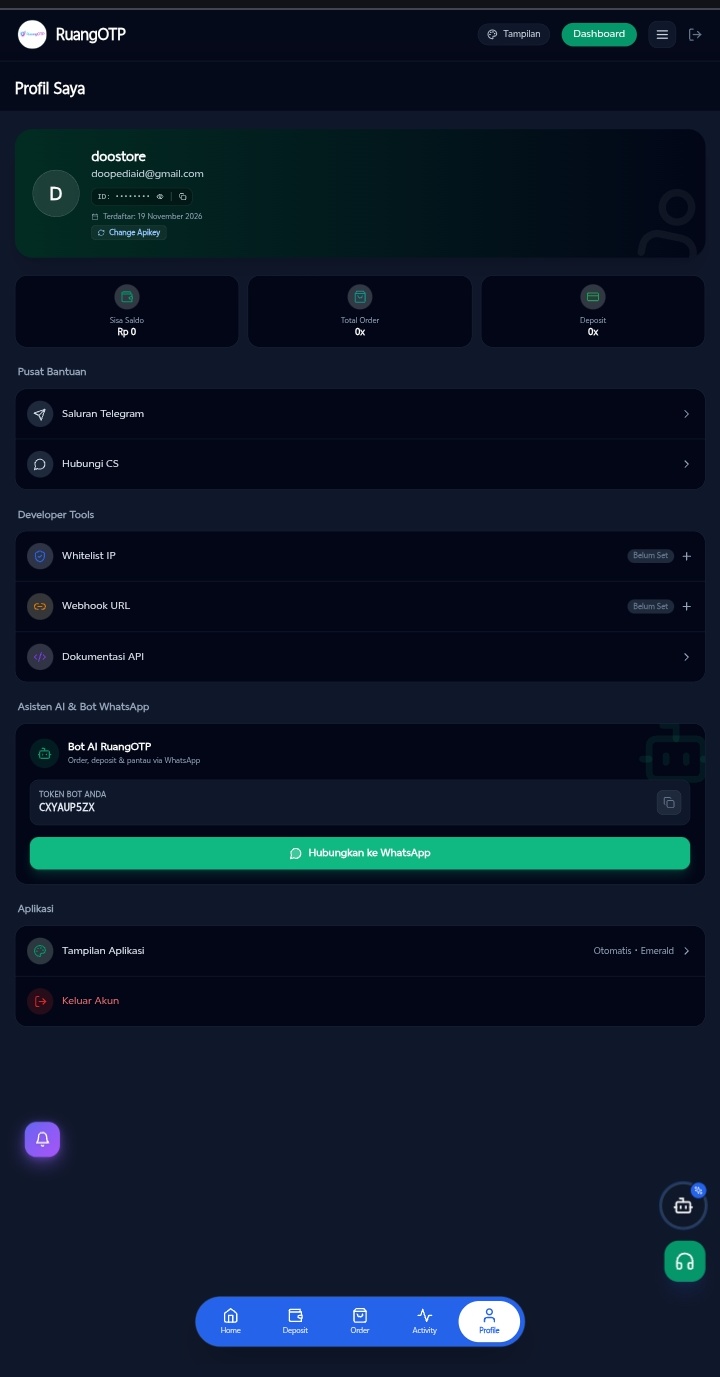 RuangOTP
Tampilan
Dashboard
Profil Saya
D
doostore
doopediaid@gmail.com
ID: ••••••••
Terdaftar: 19 November 2026
Change Apikey
Sisa Saldo
Rp 0
Total Order
0x
Deposit
0x
Pusat Bantuan
Saluran Telegram
Hubungi CS
Developer Tools
Whitelist IP
Belum Set
Webhook URL
Belum Set
Dokumentasi API
Asisten AI & Bot WhatsApp
Bot AI RuangOTP
Order, deposit & pantau via WhatsApp
TOKEN BOT ANDA
CXYAUP5ZX
Hubungkan ke WhatsApp
Aplikasi
Tampilan Aplikasi
Otomatis • Emerald
Keluar Akun
Home
Deposit
Order
Activity
Profile